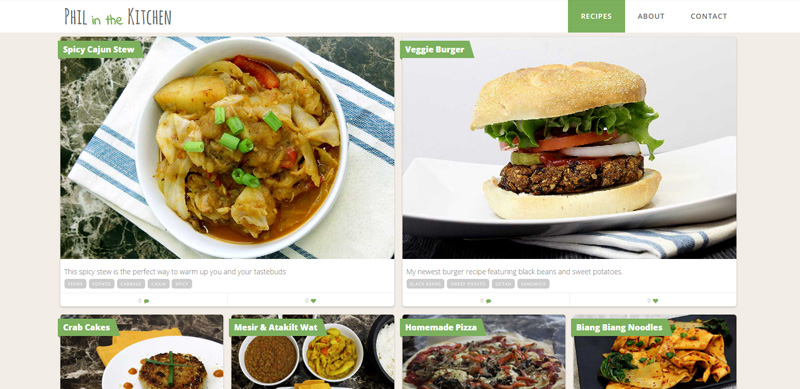 PHIL in the KITCHEN
RECIPES
ABOUT
CONTACT
Spicy Cajun Stew
Veggie Burger
This spicy stew is the perfect way to warm up you and your tastebuds
My newest burger recipe featuring black beans and sweet potatoes.
POTATO CABBAGE CAJUN SPICY
BLACK BEANS SWEET POTATO VEGAN SANDWICH
0
0
0
0
Crab Cakes
Mesir & Atakilt Wat
Homemade Pizza
Biang Biang Noodles